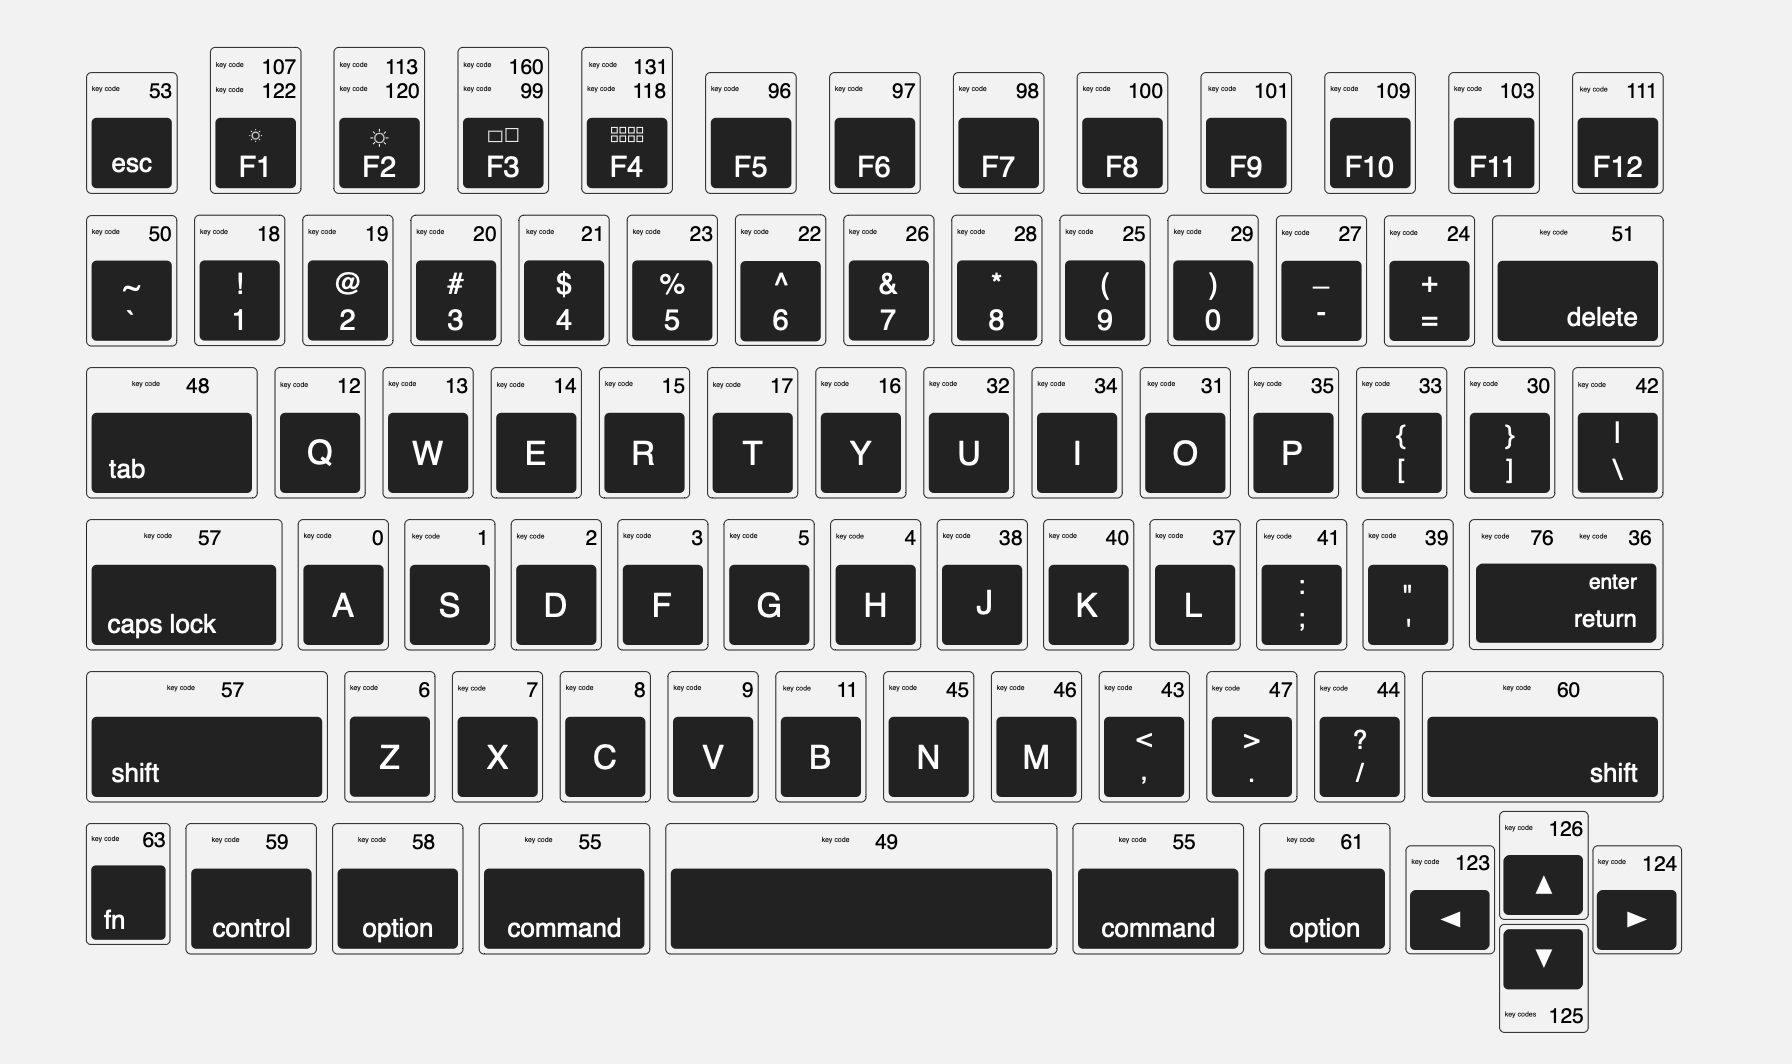 key code 53
esc
key code 107
key code 122
F1
key code 113
key code 120
F2
key code 160
key code 99
F3
key code 131
key code 118
F4
key code 96
F5
key code 97
F6
key code 98
F7
key code 100
F8
key code 101
F9
key code 109
F10
key code 103
F11
key code 111
F12
key code 50
~
`
key code 18
!
1
key code 19
@
2
key code 20
#
3
key code 21
$
4
key code 23
%
5
key code 22
^
6
key code 26
&
7
key code 28
*
8
key code 25
(
9
key code 29
)
0
key code 27
_
-
key code 24
+
=
key code 51
delete
key code 48
tab
key code 12
Q
key code 13
W
key code 14
E
key code 15
R
key code 17
T
key code 16
Y
key code 32
U
key code 34
I
key code 31
O
key code 35
P
key code 33
{
[
key code 30
}
]
key code 42
|
\
key code 57
caps lock
key code 0
A
key code 1
S
key code 2
D
key code 3
F
key code 5
G
key code 4
H
key code 38
J
key code 40
K
key code 37
L
key code 41
:
;
key code 39
"
'
key code 76 key code 36
enter
return
key code 57
shift
key code 6
Z
key code 7
X
key code 8
C
key code 9
V
key code 11
B
key code 45
N
key code 46
M
key code 43
<
,
key code 47
>
.
key code 44
?
/
key code 60
shift
key code 63
fn
key code 59
control
key code 58
option
key code 55
command
key code 49
key code 55
command
key code 61
option
key code 123
◀
key code 126
▲
▼
key codes 125
key code 124
▶